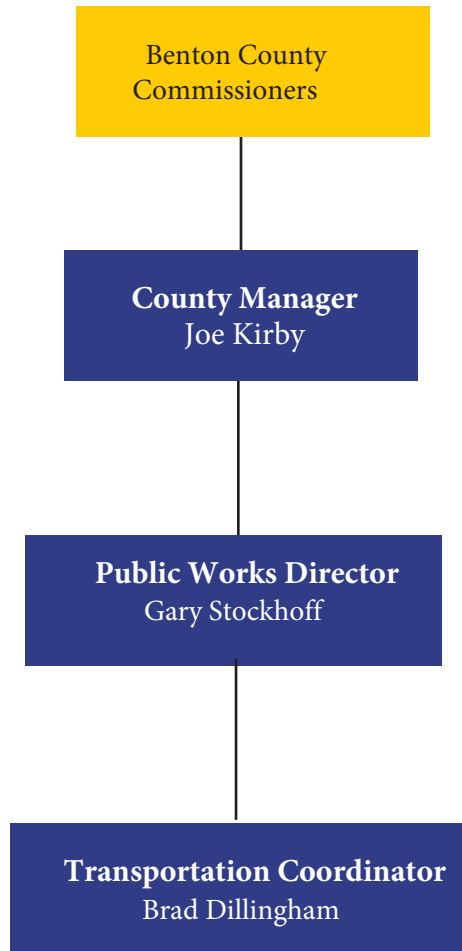 Benton County
Commissioners
County Manager
Joe Kirby
Public Works Director
Gary Stockhoff
Transportation Coordinator
Brad Dillingham